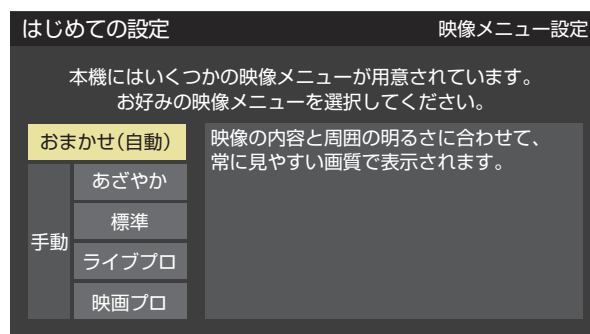 はじめての設定
映像メニュー設定
本機にはいくつかの映像メニューが用意されています。
お好みの映像メニューを選択してください。
おまかせ(自動)
映像の内容と周囲の明るさに合わせて、
常に見やすい画質で表示されます。
手動
あざやか
標準
ライブプロ
映画プロ